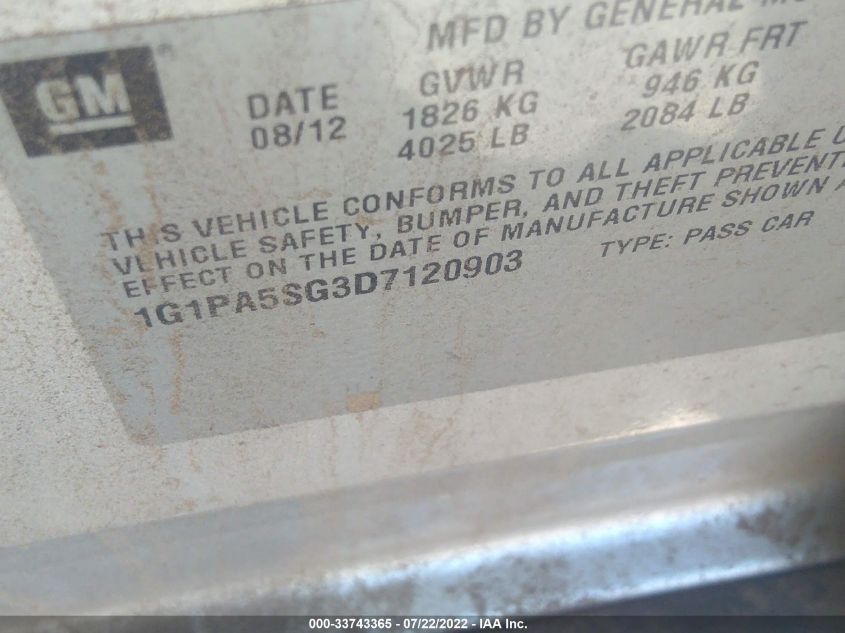 MFD BY GENERAL
GM®
DATE
08/12
GVWR
1826 KG
4025 LB
GAWR FRT
946 KG
2084 LB
THIS VEHICLE CONFORMS TO ALL APPLICABLE
VEHICLE SAFETY, BUMPER, AND THEFT
EFFECT ON THE DATE OF MANUFACTURE SHOWN
1G1PA5SG3D7120903
TYPE: PASS CAR
000-33743365 - 07/22/2022 - IAA Inc.